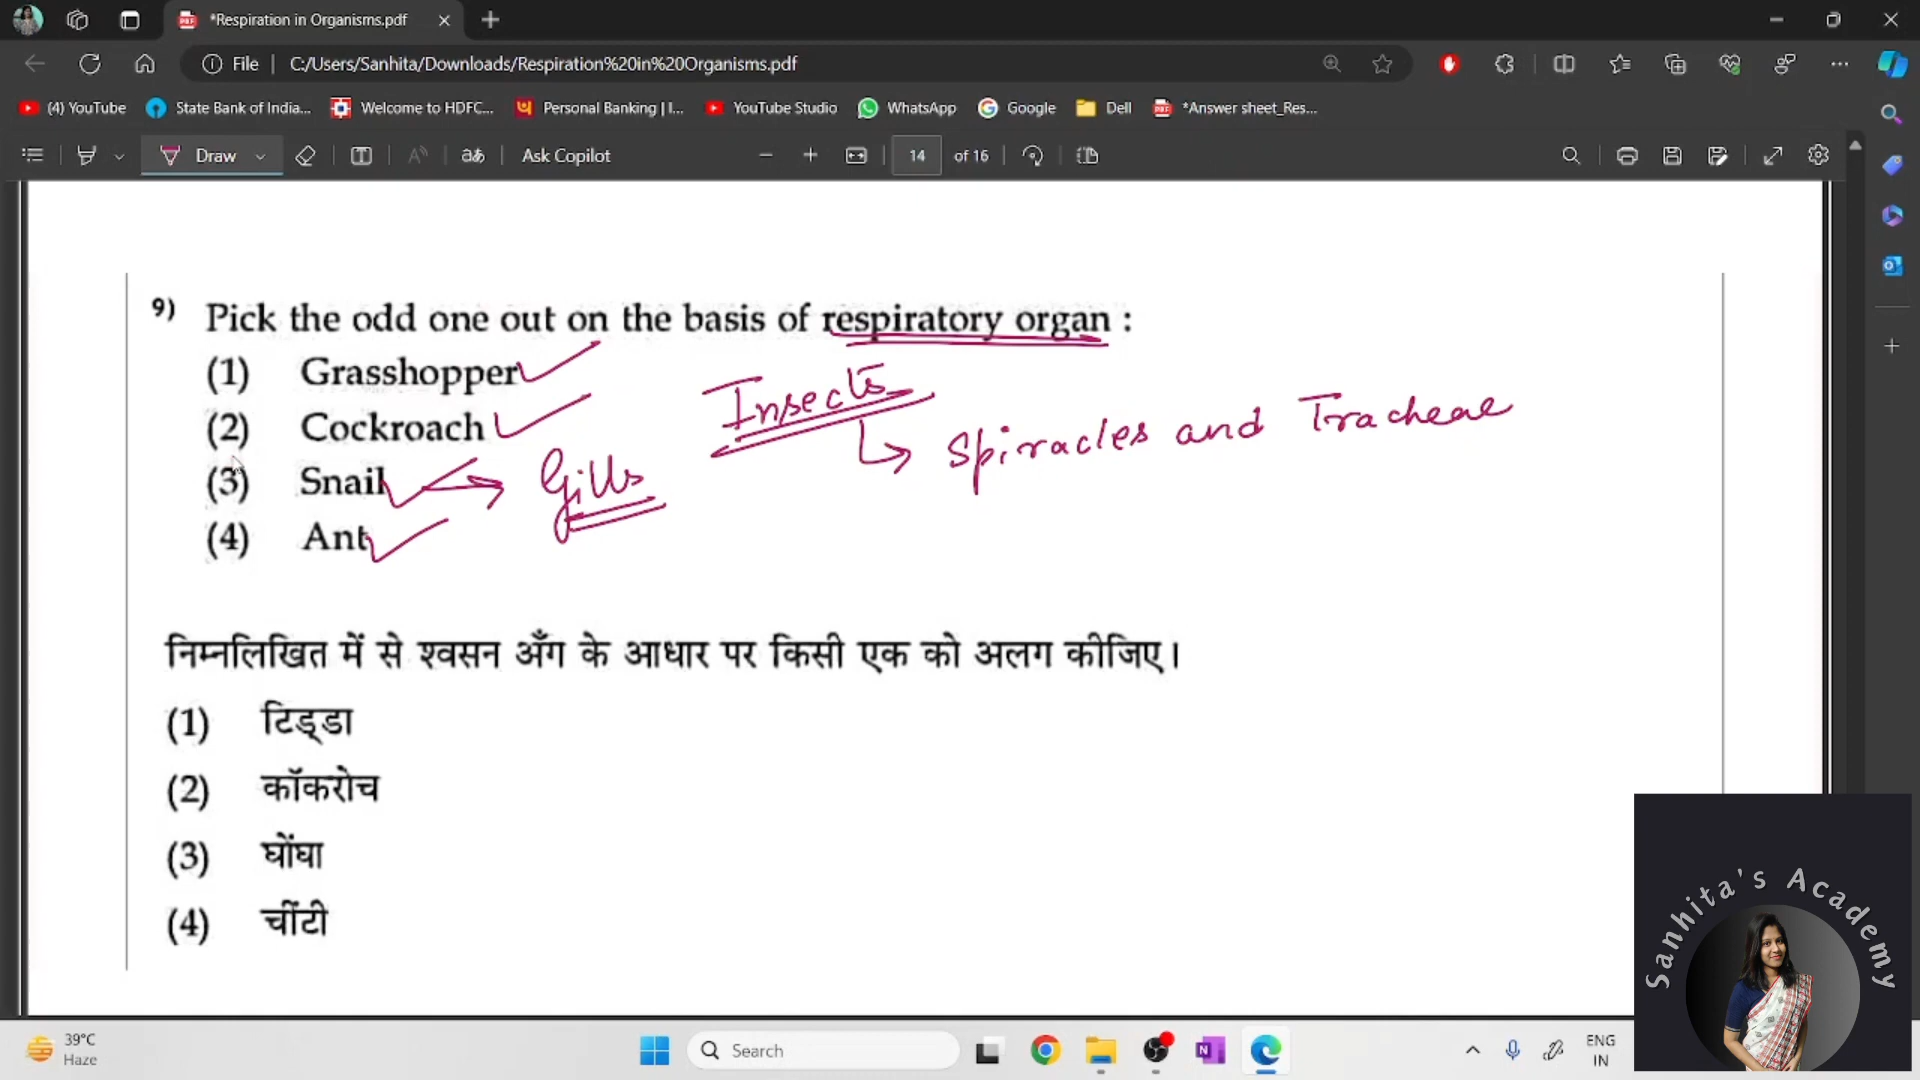 *Respiration in Organisms.pdf
File C:/Users/Sanhita/Downloads/Respiration%20in%20Organisms.pdf
(4) YouTube State Bank of India... Welcome to HDFC... Personal Banking | I... YouTube Studio WhatsApp Google Dell *Answer sheet_Res...
Draw Ask Copilot 14 of 16
9) Pick the odd one out on the basis of respiratory organ :
(1) Grasshopper
(2) Cockroach
(3) Snail
(4) Ant
Insects
Spiracles and Tracheae
Gills
निम्नलिखित में से श्वसन अँग के आधार पर किसी एक को अलग कीजिए।
(1) टिड्डा
(2) कॉकरोच
(3) घोंघा
(4) चींटी
Sanhita's Academy
39°C
Haze
Search
ENG
IN